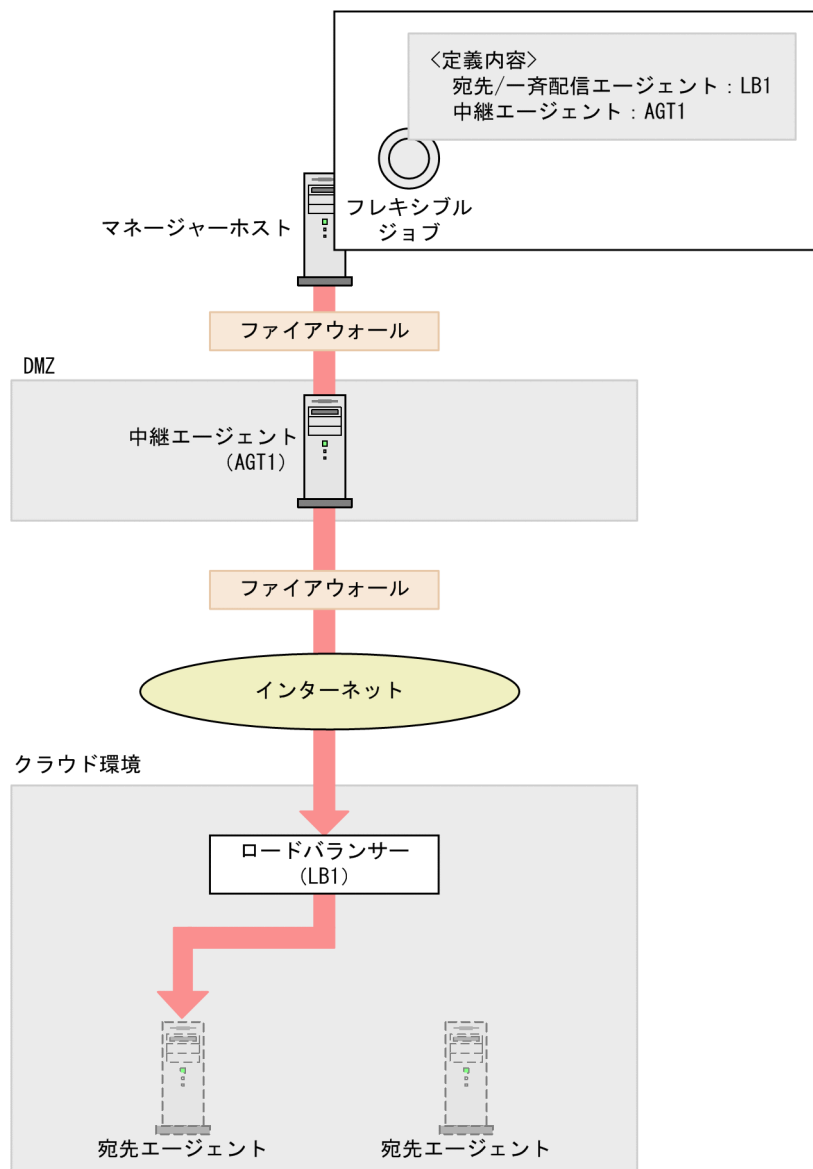 <定義内容>
宛先/一斉配信エージェント：LB1
中継エージェント：AGT1
フレキシブル
ジョブ
マネージャーホスト
ファイアウォール
DMZ
中継エージェント
(AGT1)
ファイアウォール
インターネット
クラウド環境
ロードバランサー
(LB1)
宛先エージェント
宛先エージェント